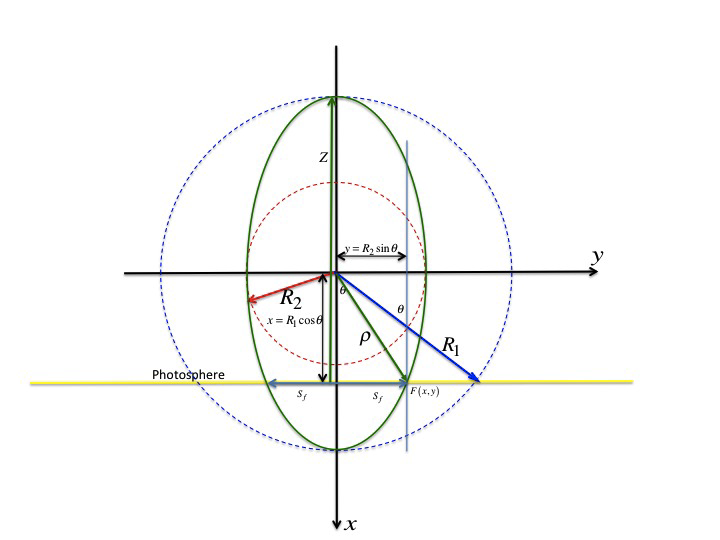 Z
y = R₂ sin θ
y
θ
R₂
θ
x = R₁ cos θ
ρ
R₁
Photosphere
S_f
S_f
F(x, y)
x